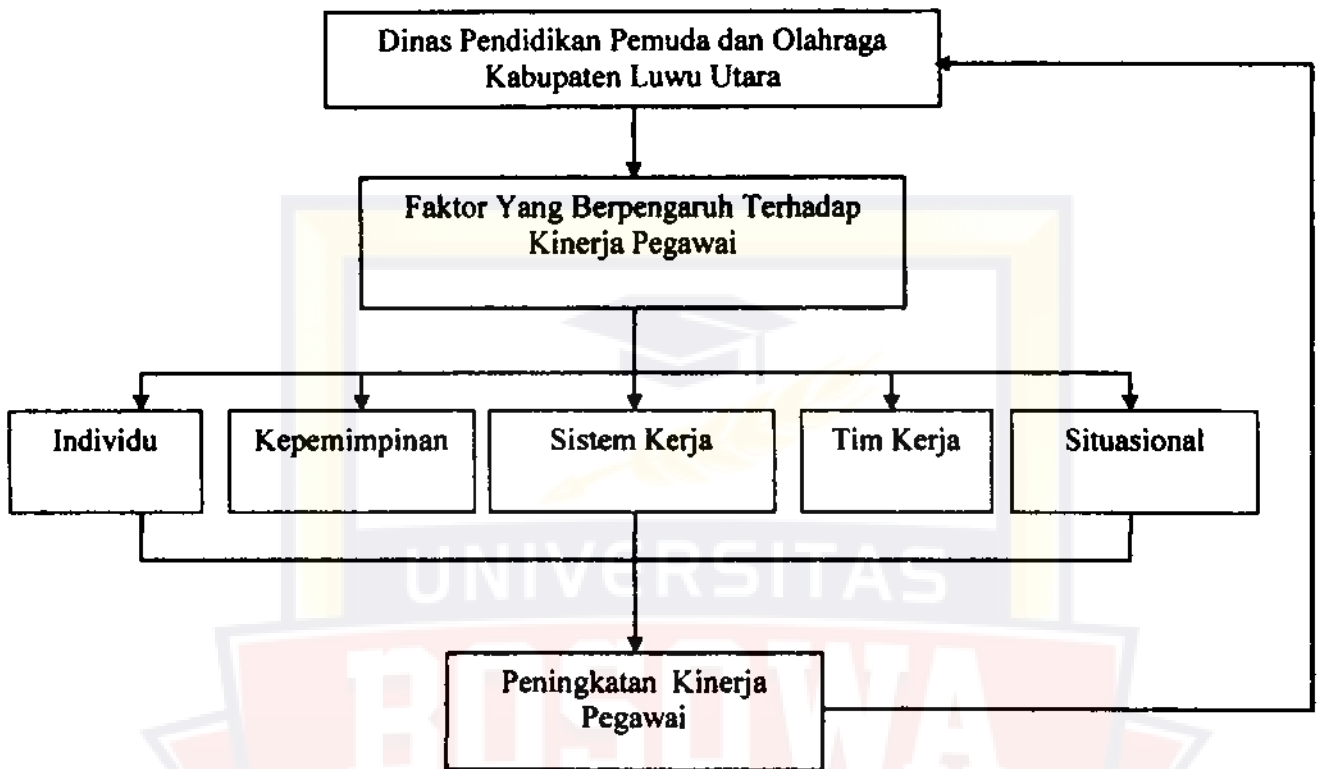 Dinas Pendidikan Pemuda dan Olahraga
Kabupaten Luwu Utara
Faktor Yang Berpengaruh Terhadap
Kinerja Pegawai
Individu
Kepemimpinan
Sistem Kerja
Tim Kerja
Situasional
UNIVERSITAS
BOSOWA
Peningkatan Kinerja
Pegawai